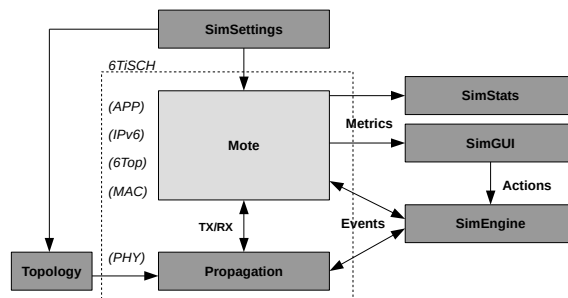 SimSettings
6TiSCH
(APP)
(IPv6)
(6Top)
(MAC)
Mote
Metrics
SimStats
SimGUI
Actions
TX/RX
Events
SimEngine
Topology
(PHY)
Propagation